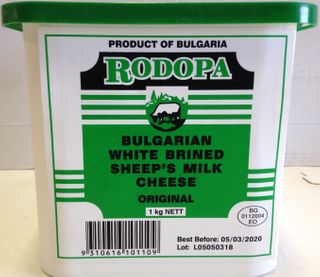 PRODUCT OF BULGARIA
RODOPA
BULGARIAN
WHITE BRINED
SHEEP'S MILK
CHEESE
ORIGINAL
1 kg NETT
BG
0112004
EO
9 310616 101109
Best Before: 05/03/2020
Lot: L05050318